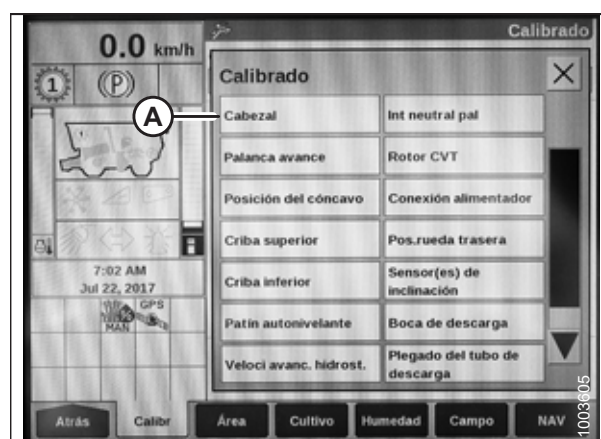 0.0 km/h
Calibrado
1
(P)
Calibrado
A
Cabezal
Int neutral pal
Palanca avance
Rotor CVT
Posición del cóncavo
Conexión alimentador
Criba superior
Pos.rueda trasera
Criba inferior
Sensor(es) de
inclinación
Patín autonivelante
Boca de descarga
Veloci avanc. hidrost.
Plegado del tubo de
descarga
7:02 AM
Jul 22, 2017
GPS
MAN
Atrás
Calibr
Área
Cultivo
Humedad
Campo
NAV
1003605